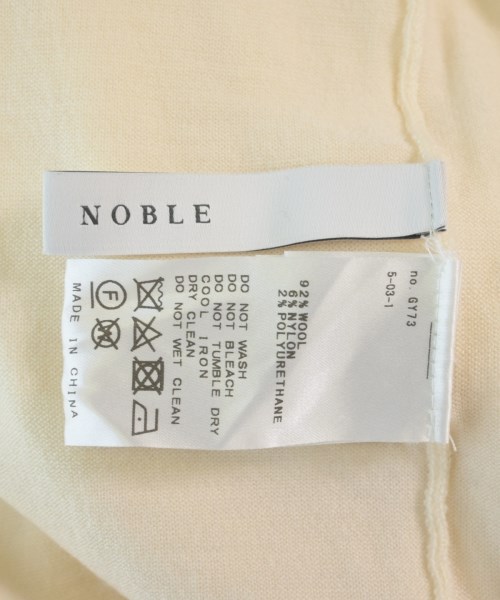 NOBLE
no. GY73
5-03-1
92% WOOL
6% NYLON
2% POLYURETHANE
DO NOT WASH
DO NOT BLEACH
DO NOT TUMBLE DRY
COOL IRON
DRY CLEAN
DO NOT WET CLEAN
F
W
MADE IN CHINA